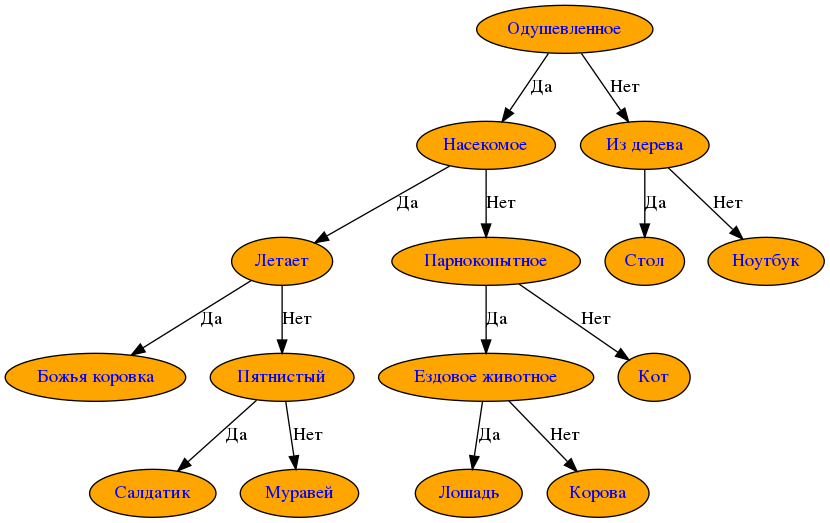 Одушевленное
Да
Нет
Насекомое
Из дерева
Да
Нет
Да
Нет
Летает
Парнокопытное
Стол
Ноутбук
Да
Нет
Да
Нет
Божья коровка
Пятнистый
Ездовое животное
Кот
Да
Нет
Да
Нет
Салдатик
Муравей
Лошадь
Корова